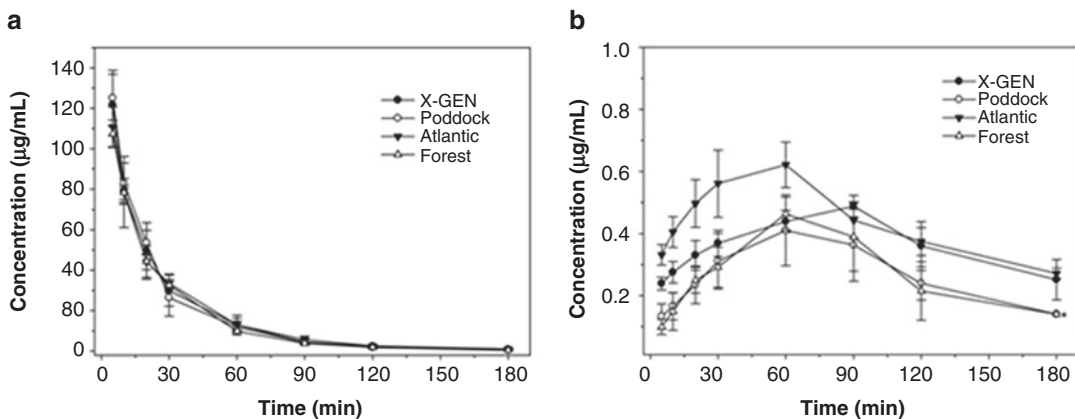 a
140
120
100
80
60
40
80
0
Concentration (µg/mL)
X-GEN
Poddock
Atlantic
Forest
0 30 60 90 120 150 180
Time (min)
b
1.0
0.8
0.6
0.4
0.2
Concentration (µg/mL)
X-GEN
Poddock
Atlantic
Forest
0 30 60 90 120 150 180
Time (min)